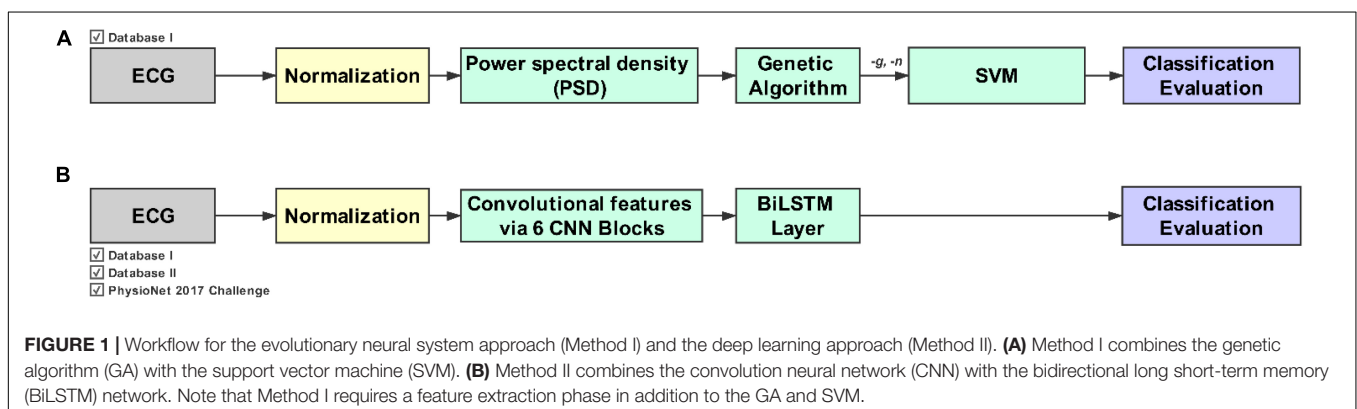 A
☑ Database I
ECG
Normalization
Power spectral density
(PSD)
Genetic
Algorithm
-g, -n
SVM
Classification
Evaluation
B
ECG
Normalization
Convolutional features
via 6 CNN Blocks
BiLSTM
Layer
Classification
Evaluation
☑ Database I
☑ Database II
☑ PhysioNet 2017 Challenge
FIGURE 1 | Workflow for the evolutionary neural system approach (Method I) and the deep learning approach (Method II). (A) Method I combines the genetic
algorithm (GA) with the support vector machine (SVM). (B) Method II combines the convolution neural network (CNN) with the bidirectional long short-term memory
(BiLSTM) network. Note that Method I requires a feature extraction phase in addition to the GA and SVM.